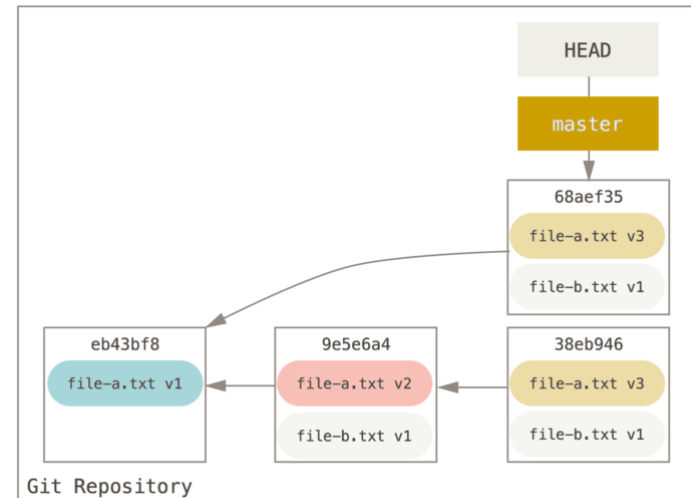 HEAD
master
68aef35
file-a.txt v3
file-b.txt v1
eb43bf8
file-a.txt v1
9e5e6a4
file-a.txt v2
file-b.txt v1
38eb946
file-a.txt v3
file-b.txt v1
Git Repository